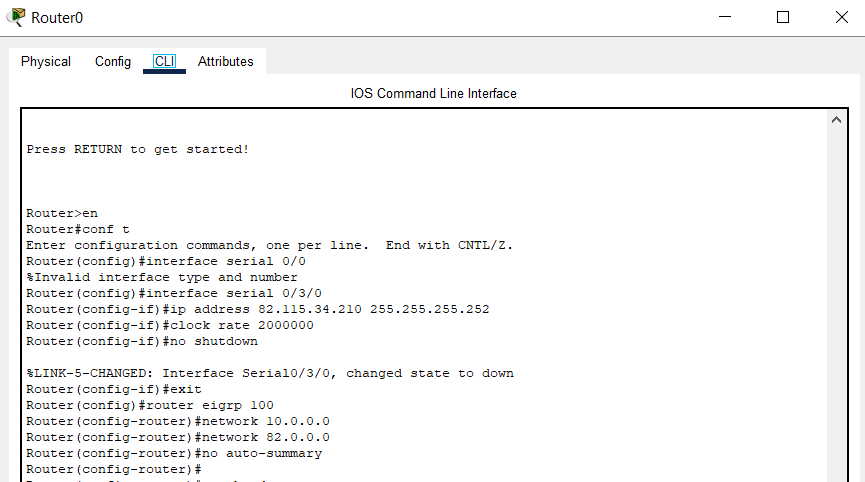 Router0
Physical Config CLI Attributes
IOS Command Line Interface
Press RETURN to get started!
Router>en
Router#conf t
Enter configuration commands, one per line.  End with CNTL/Z.
Router(config)#interface serial 0/0
%Invalid interface type and number
Router(config)#interface serial 0/3/0
Router(config-if)#ip address 82.115.34.210 255.255.255.252
Router(config-if)#clock rate 2000000
Router(config-if)#no shutdown
%LINK-5-CHANGED: Interface Serial0/3/0, changed state to down
Router(config-if)#exit
Router(config)#router eigrp 100
Router(config-router)#network 10.0.0.0
Router(config-router)#network 82.0.0.0
Router(config-router)#no auto-summary
Router(config-router)#